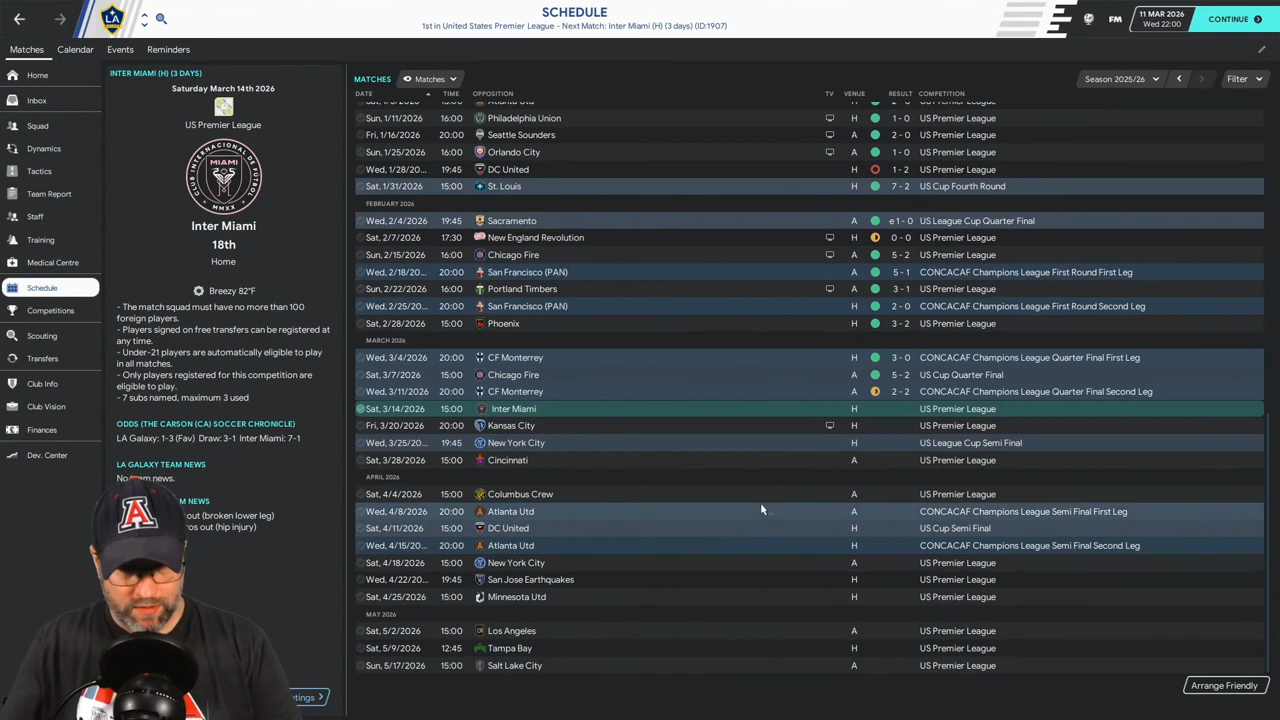 SCHEDULE
1st in United States Premier League - Next Match: Inter Miami (H) (3 days) (ID:1907)
LA
FM
11 MAR 2026
Wed 22:00
CONTINUE
Matches
Calendar
Events
Reminders
Home
Inbox
Squad
Dynamics
Tactics
Team Report
Staff
Training
Medical Centre
Schedule
Competitions
Scouting
Transfers
Club Info
Club Vision
Finances
Dev. Center
INTER MIAMI (H) (3 DAYS)
Saturday March 14th 2026
US Premier League
Inter Miami
18th
Home
Breezy 82°F
- The match squad must have no more than 100
foreign players.
- Players signed on free transfers can be registered at
any time.
- Under-21 players are automatically eligible to play
in all matches.
- Only players registered for this competition are
eligible to play.
- 7 subs named, maximum 3 used
ODDS (THE CARSON (CA) SOCCER CHRONICLE)
LA Galaxy: 1-3 (Fav) Draw: 3-1 Inter Miami: 7-1
LA GALAXY TEAM NEWS
No team news.
M NEWS
out (broken lower leg)
ros out (hip injury)
A
MATCHES
Matches
Season 2025/26
Filter
DATE TIME OPPOSITION TV VENUE RESULT COMPETITION
Sun, 1/11/2026 16:00 Philadelphia Union H 1 - 0 US Premier League
Fri, 1/16/2026 20:00 Seattle Sounders A 2 - 0 US Premier League
Sun, 1/25/2026 16:00 Orlando City A 1 - 0 US Premier League
Wed, 1/28/20... 19:45 DC United H 1 - 2 US Premier League
Sat, 1/31/2026 15:00 St. Louis H 7 - 2 US Cup Fourth Round
FEBRUARY 2026
Wed, 2/4/2026 19:45 Sacramento A e 1 - 0 US League Cup Quarter Final
Sat, 2/7/2026 17:30 New England Revolution H 0 - 0 US Premier League
Sun, 2/15/2026 16:00 Chicago Fire A 5 - 2 US Premier League
Wed, 2/18/20... 20:00 San Francisco (PAN) A 5 - 1 CONCACAF Champions League First Round First Leg
Sun, 2/22/2026 16:00 Portland Timbers A 3 - 1 US Premier League
Wed, 2/25/20... 20:00 San Francisco (PAN) H 2 - 0 CONCACAF Champions League First Round Second Leg
Sat, 2/28/2026 15:00 Phoenix H 3 - 2 US Premier League
MARCH 2026
Wed, 3/4/2026 20:00 CF Monterrey H 3 - 0 CONCACAF Champions League Quarter Final First Leg
Sat, 3/7/2026 15:00 Chicago Fire A 5 - 2 US Cup Quarter Final
Wed, 3/11/2026 20:00 CF Monterrey A 2 - 2 CONCACAF Champions League Quarter Final Second Leg
Sat, 3/14/2026 15:00 Inter Miami H US Premier League
Fri, 3/20/2026 20:00 Kansas City H US Premier League
Wed, 3/25/20... 19:45 New York City H US League Cup Semi Final
Sat, 3/28/2026 15:00 Cincinnati A US Premier League
APRIL 2026
Sat, 4/4/2026 15:00 Columbus Crew A US Premier League
Wed, 4/8/2026 20:00 Atlanta Utd A CONCACAF Champions League Semi Final First Leg
Sat, 4/11/2026 15:00 DC United H US Cup Semi Final
Wed, 4/15/20... 20:00 Atlanta Utd H CONCACAF Champions League Semi Final Second Leg
Sat, 4/18/2026 15:00 New York City A US Premier League
Wed, 4/22/20... 19:45 San Jose Earthquakes H US Premier League
Sat, 4/25/2026 15:00 Minnesota Utd H US Premier League
MAY 2026
Sat, 5/2/2026 15:00 Los Angeles A US Premier League
Sat, 5/9/2026 12:45 Tampa Bay H US Premier League
Sun, 5/17/2026 15:00 Salt Lake City A US Premier League
Arrange Friendly